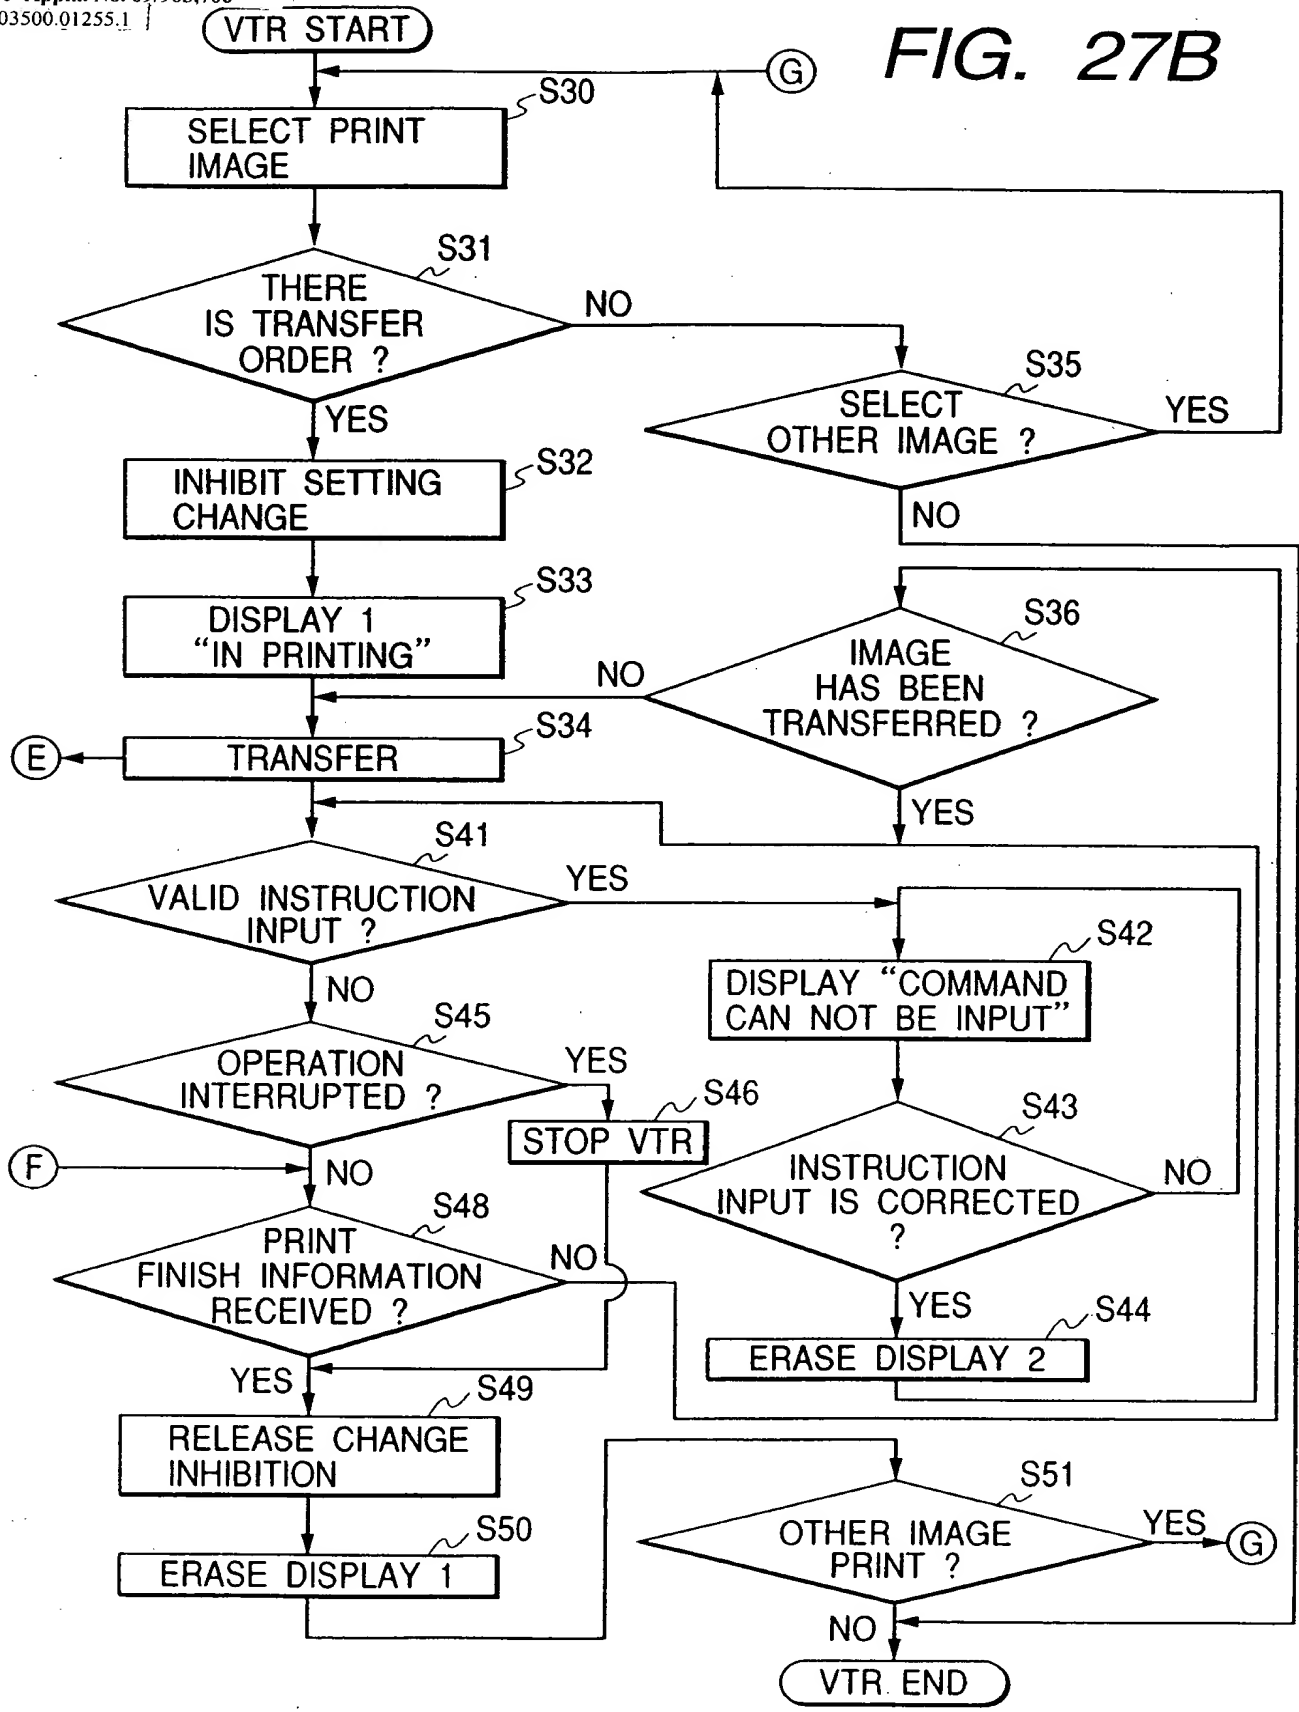 03500.01255.1
VTR START
FIG. 27B
G
S30
SELECT PRINT
IMAGE
S31
THERE
IS TRANSFER
ORDER ?
NO
YES
S35
SELECT
OTHER IMAGE ?
YES
NO
S32
INHIBIT SETTING
CHANGE
S33
DISPLAY 1
“IN PRINTING”
S36
IMAGE
HAS BEEN
TRANSFERRED ?
NO
YES
S34
TRANSFER
E
S41
VALID INSTRUCTION
INPUT ?
YES
NO
S42
DISPLAY “COMMAND
CAN NOT BE INPUT”
S45
OPERATION
INTERRUPTED ?
YES
NO
S46
STOP VTR
S43
INSTRUCTION
INPUT IS CORRECTED
?
NO
YES
F
S48
PRINT
FINISH INFORMATION
RECEIVED ?
NO
YES
S44
ERASE DISPLAY 2
S49
RELEASE CHANGE
INHIBITION
S50
ERASE DISPLAY 1
S51
OTHER IMAGE
PRINT ?
YES
G
NO
VTR END